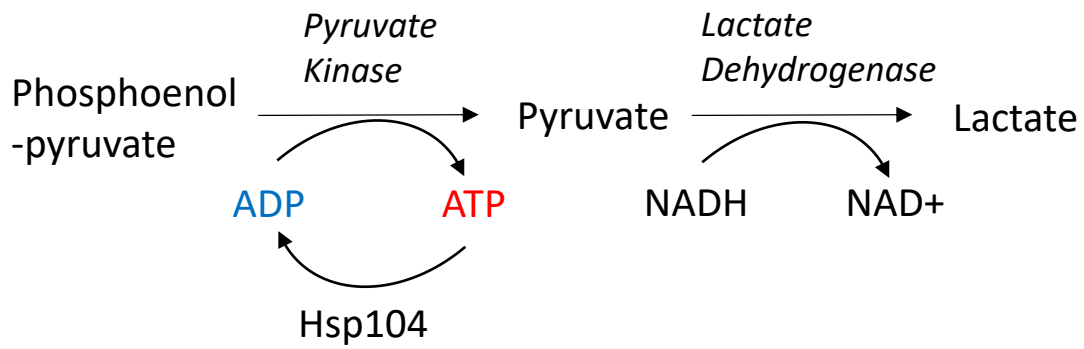 Pyruvate
Kinase
Lactate
Dehydrogenase
Phosphoenol
-pyruvate
Pyruvate
Lactate
ADP
ATP
NADH
NAD+
Hsp104